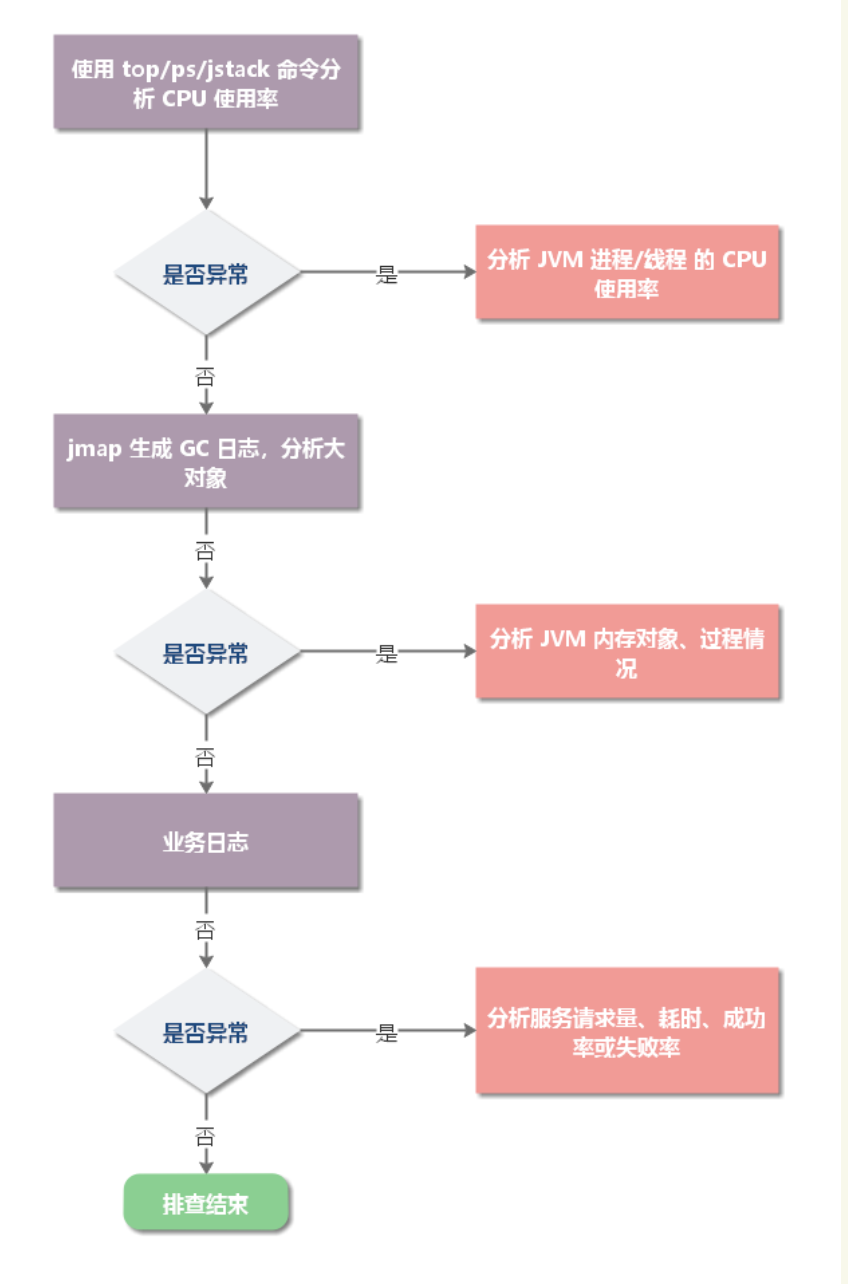 使用 top/ps/jstack 命令分
析 CPU 使用率
是否异常
是
分析 JVM 进程/线程 的 CPU
使用率
否
jmap 生成 GC 日志，分析大
对象
否
是否异常
是
分析 JVM 内存对象、过程情
况
否
业务日志
否
是否异常
是
分析服务请求量、耗时、成功
率或失败率
否
排查结束